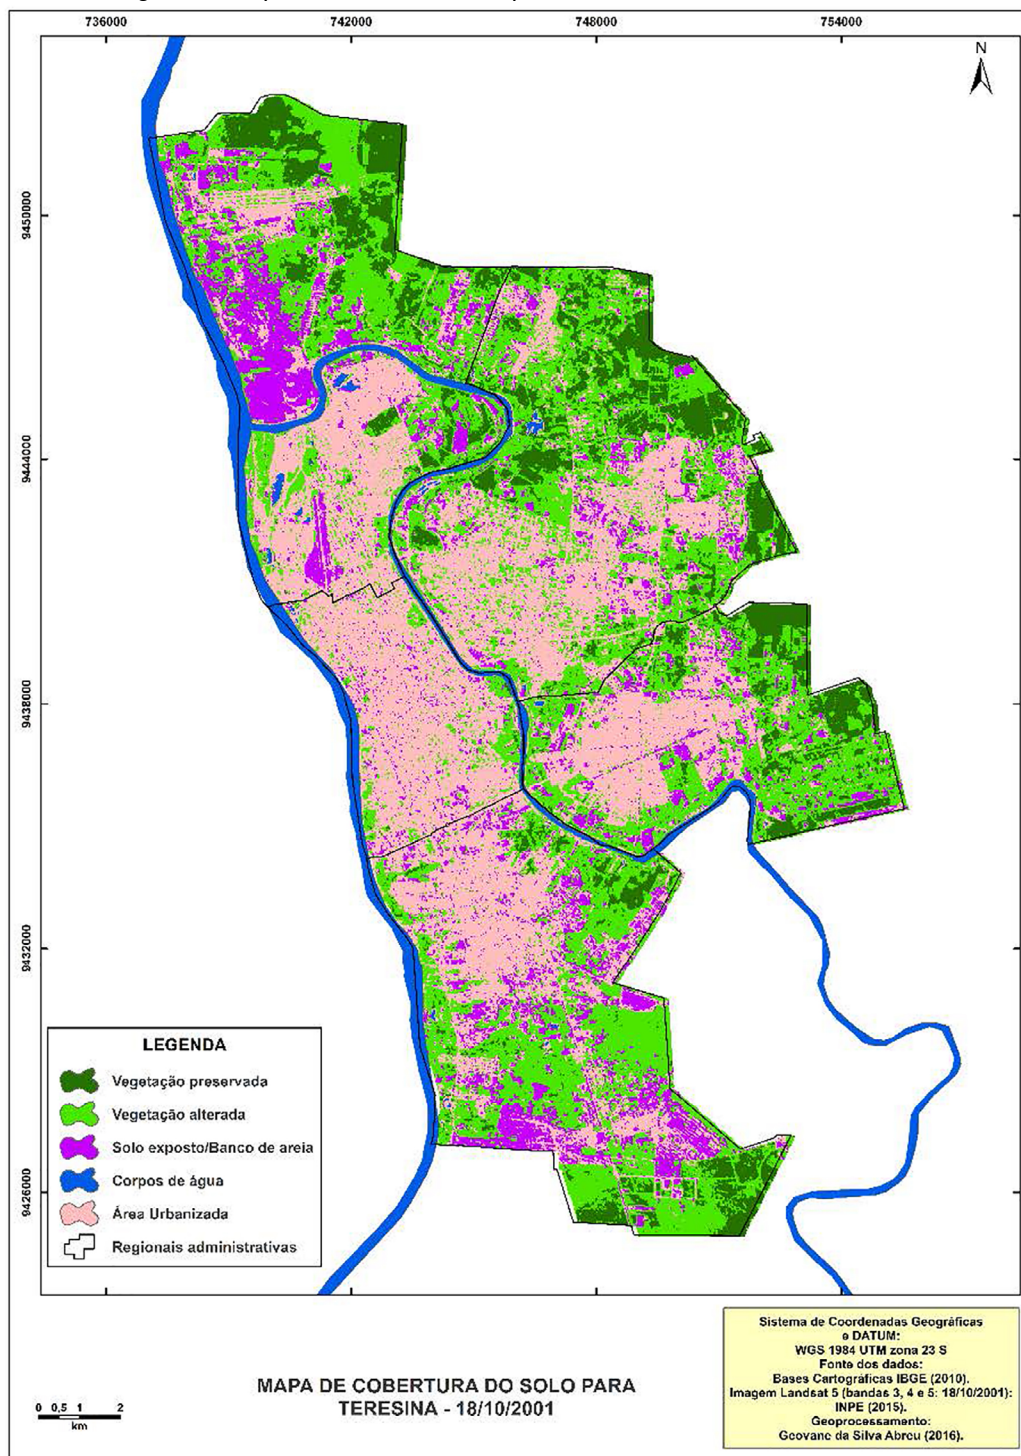 736000
742000
748000
754000
N
9450000
9444000
9438000
9432000
9426000
LEGENDA
Vegetação preservada
Vegetação alterada
Solo exposto/Banco de areia
Corpos de água
Área Urbanizada
Regionais administrativas
Sistema de Coordenadas Geográficas
e DATUM:
WGS 1984 UTM zona 23 S
Fonte dos dados:
Bases Cartográficas IBGE (2010).
Imagem Landsat 5 (bandas 3, 4 e 5: 18/10/2001):
INPE (2015).
Geoprocessamento:
Geovane da Silva Abreu (2016).
MAPA DE COBERTURA DO SOLO PARA
TERESINA - 18/10/2001
0 0,5 1 2
km